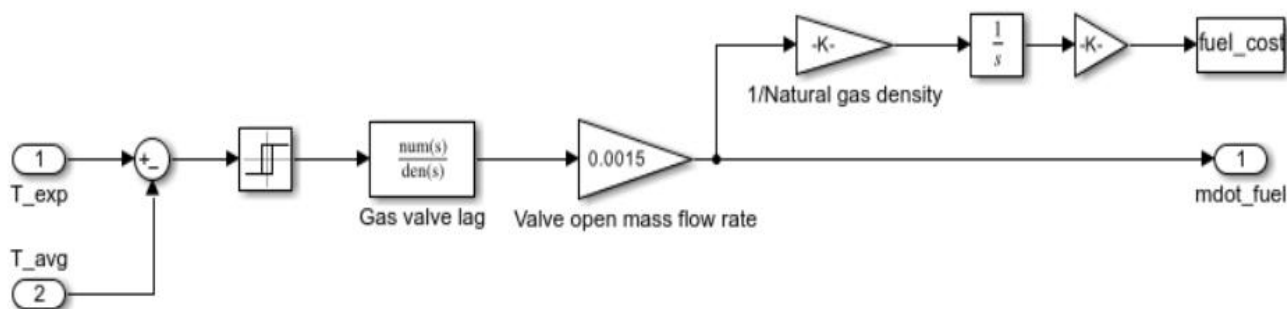 -K-
1
s
-K-
fuel_cost
1/Natural gas density
1
T_exp
+
-
num(s)
den(s)
Gas valve lag
0.0015
Valve open mass flow rate
1
mdot_fuel
T_avg
2